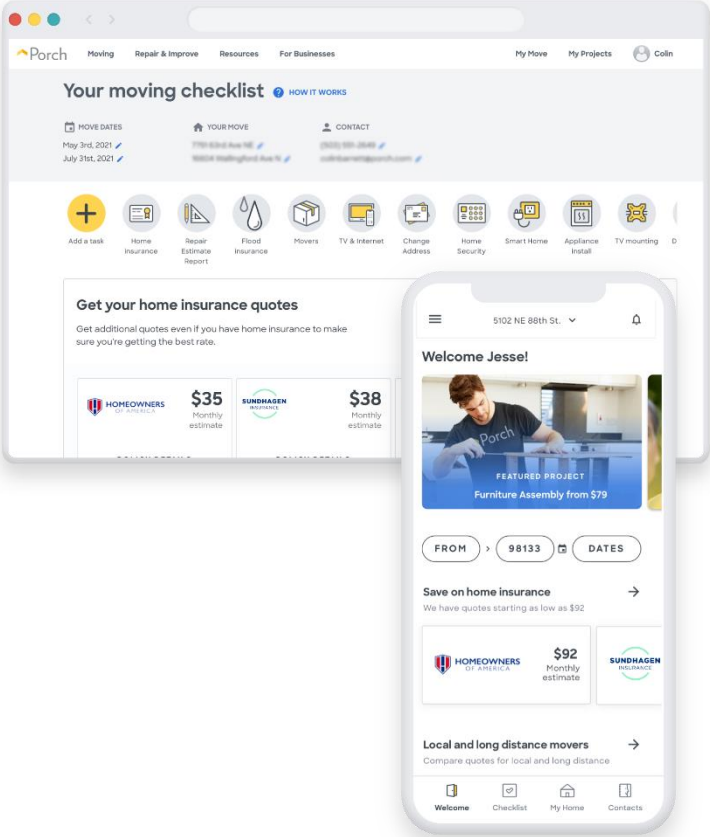 Porch
Moving
Repair & Improve
Resources
For Businesses
My Move
My Projects
Colin
Your moving checklist
? HOW IT WORKS
MOVE DATES
YOUR MOVE
CONTACT
May 3rd, 2021
July 31st, 2021
Add a task
Home
Insurance
Repair
Estimate
Report
Flood
insurance
Movers
TV & Internet
Change
Address
Home
Security
Smart Home
Appliance
Install
TV mounting
D
Get your home insurance quotes
Get additional quotes even if you have home insurance to make
sure you're getting the best rate.
HOMEOWNERS
OF AMERICA
$35
Monthly
estimate
SUNDHAGEN
INSURANCE
$38
Monthly
estimate
5102 NE 88th St.
Welcome Jesse!
Porch
FEATURED PROJECT
Furniture Assembly from $79
FROM
>
98133
DATES
Save on home insurance
We have quotes starting as low as $92
HOMEOWNERS
OF AMERICA
$92
Monthly
estimate
SUNDHAGEN
INSURANCE
Local and long distance movers
Compare quotes for local and long distance
Welcome
Checklist
My Home
Contacts